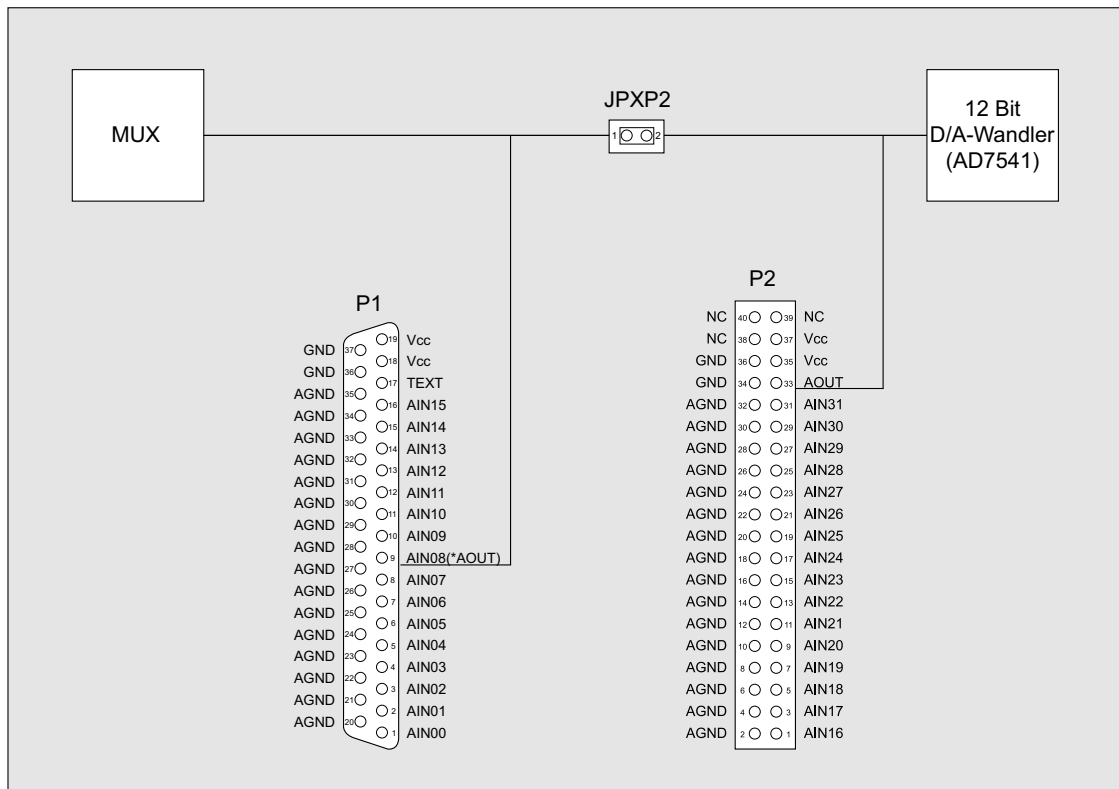 MUX
JPXP2
1 2
12 Bit
D/A-Wandler
(AD7541)
P1
19 Vcc
GND 37
18 Vcc
GND 36
17 TEXT
AGND 35
16 AIN15
AGND 34
15 AIN14
AGND 33
14 AIN13
AGND 32
13 AIN12
AGND 31
12 AIN11
AGND 30
11 AIN10
AGND 29
10 AIN09
AGND 28
9 AIN08(*AOUT)
AGND 27
8 AIN07
AGND 26
7 AIN06
AGND 25
6 AIN05
AGND 24
5 AIN04
AGND 23
4 AIN03
AGND 22
3 AIN02
AGND 21
2 AIN01
AGND 20
1 AIN00
P2
NC 40 39 NC
NC 38 37 Vcc
GND 36 35 Vcc
GND 34 33 AOUT
AGND 32 31 AIN31
AGND 30 29 AIN30
AGND 28 27 AIN29
AGND 26 25 AIN28
AGND 24 23 AIN27
AGND 22 21 AIN26
AGND 20 19 AIN25
AGND 18 17 AIN24
AGND 16 15 AIN23
AGND 14 13 AIN22
AGND 12 11 AIN21
AGND 10 9 AIN20
AGND 8 7 AIN19
AGND 6 5 AIN18
AGND 4 3 AIN17
AGND 2 1 AIN16